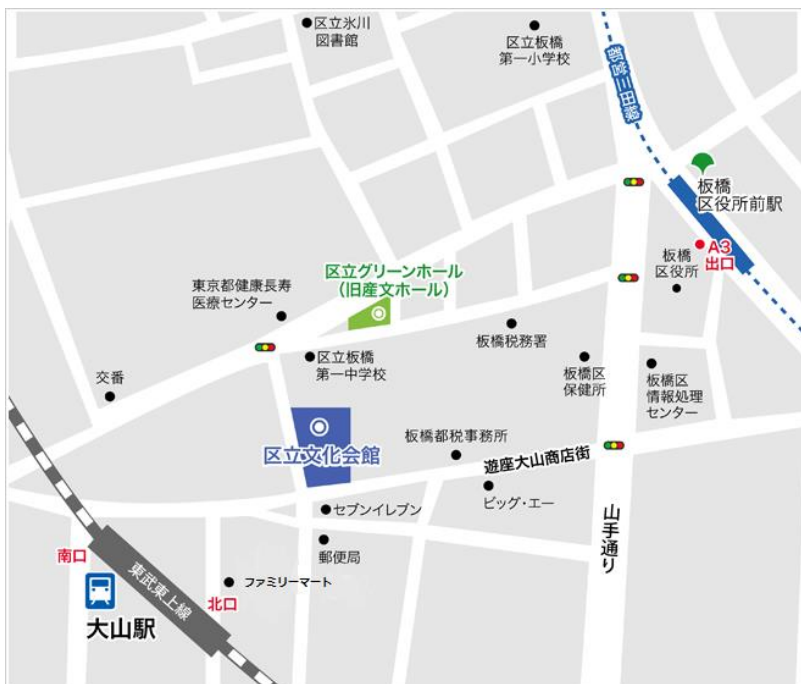 区立氷川
図書館
区立板橋
第一小学校
都営三田線
板橋
区役所前駅
A3
出口
板橋
区役所
区立グリーンホール
(旧産文ホール)
東京都健康長寿
医療センター
板橋税務署
区立板橋
第一中学校
板橋区
保健所
板橋区
情報処理
センター
交番
区立文化会館
板橋都税事務所
遊座大山商店街
ビッグ・エー
セブンイレブン
山手通り
郵便局
南口
東武東上線
ファミリーマート
北口
大山駅